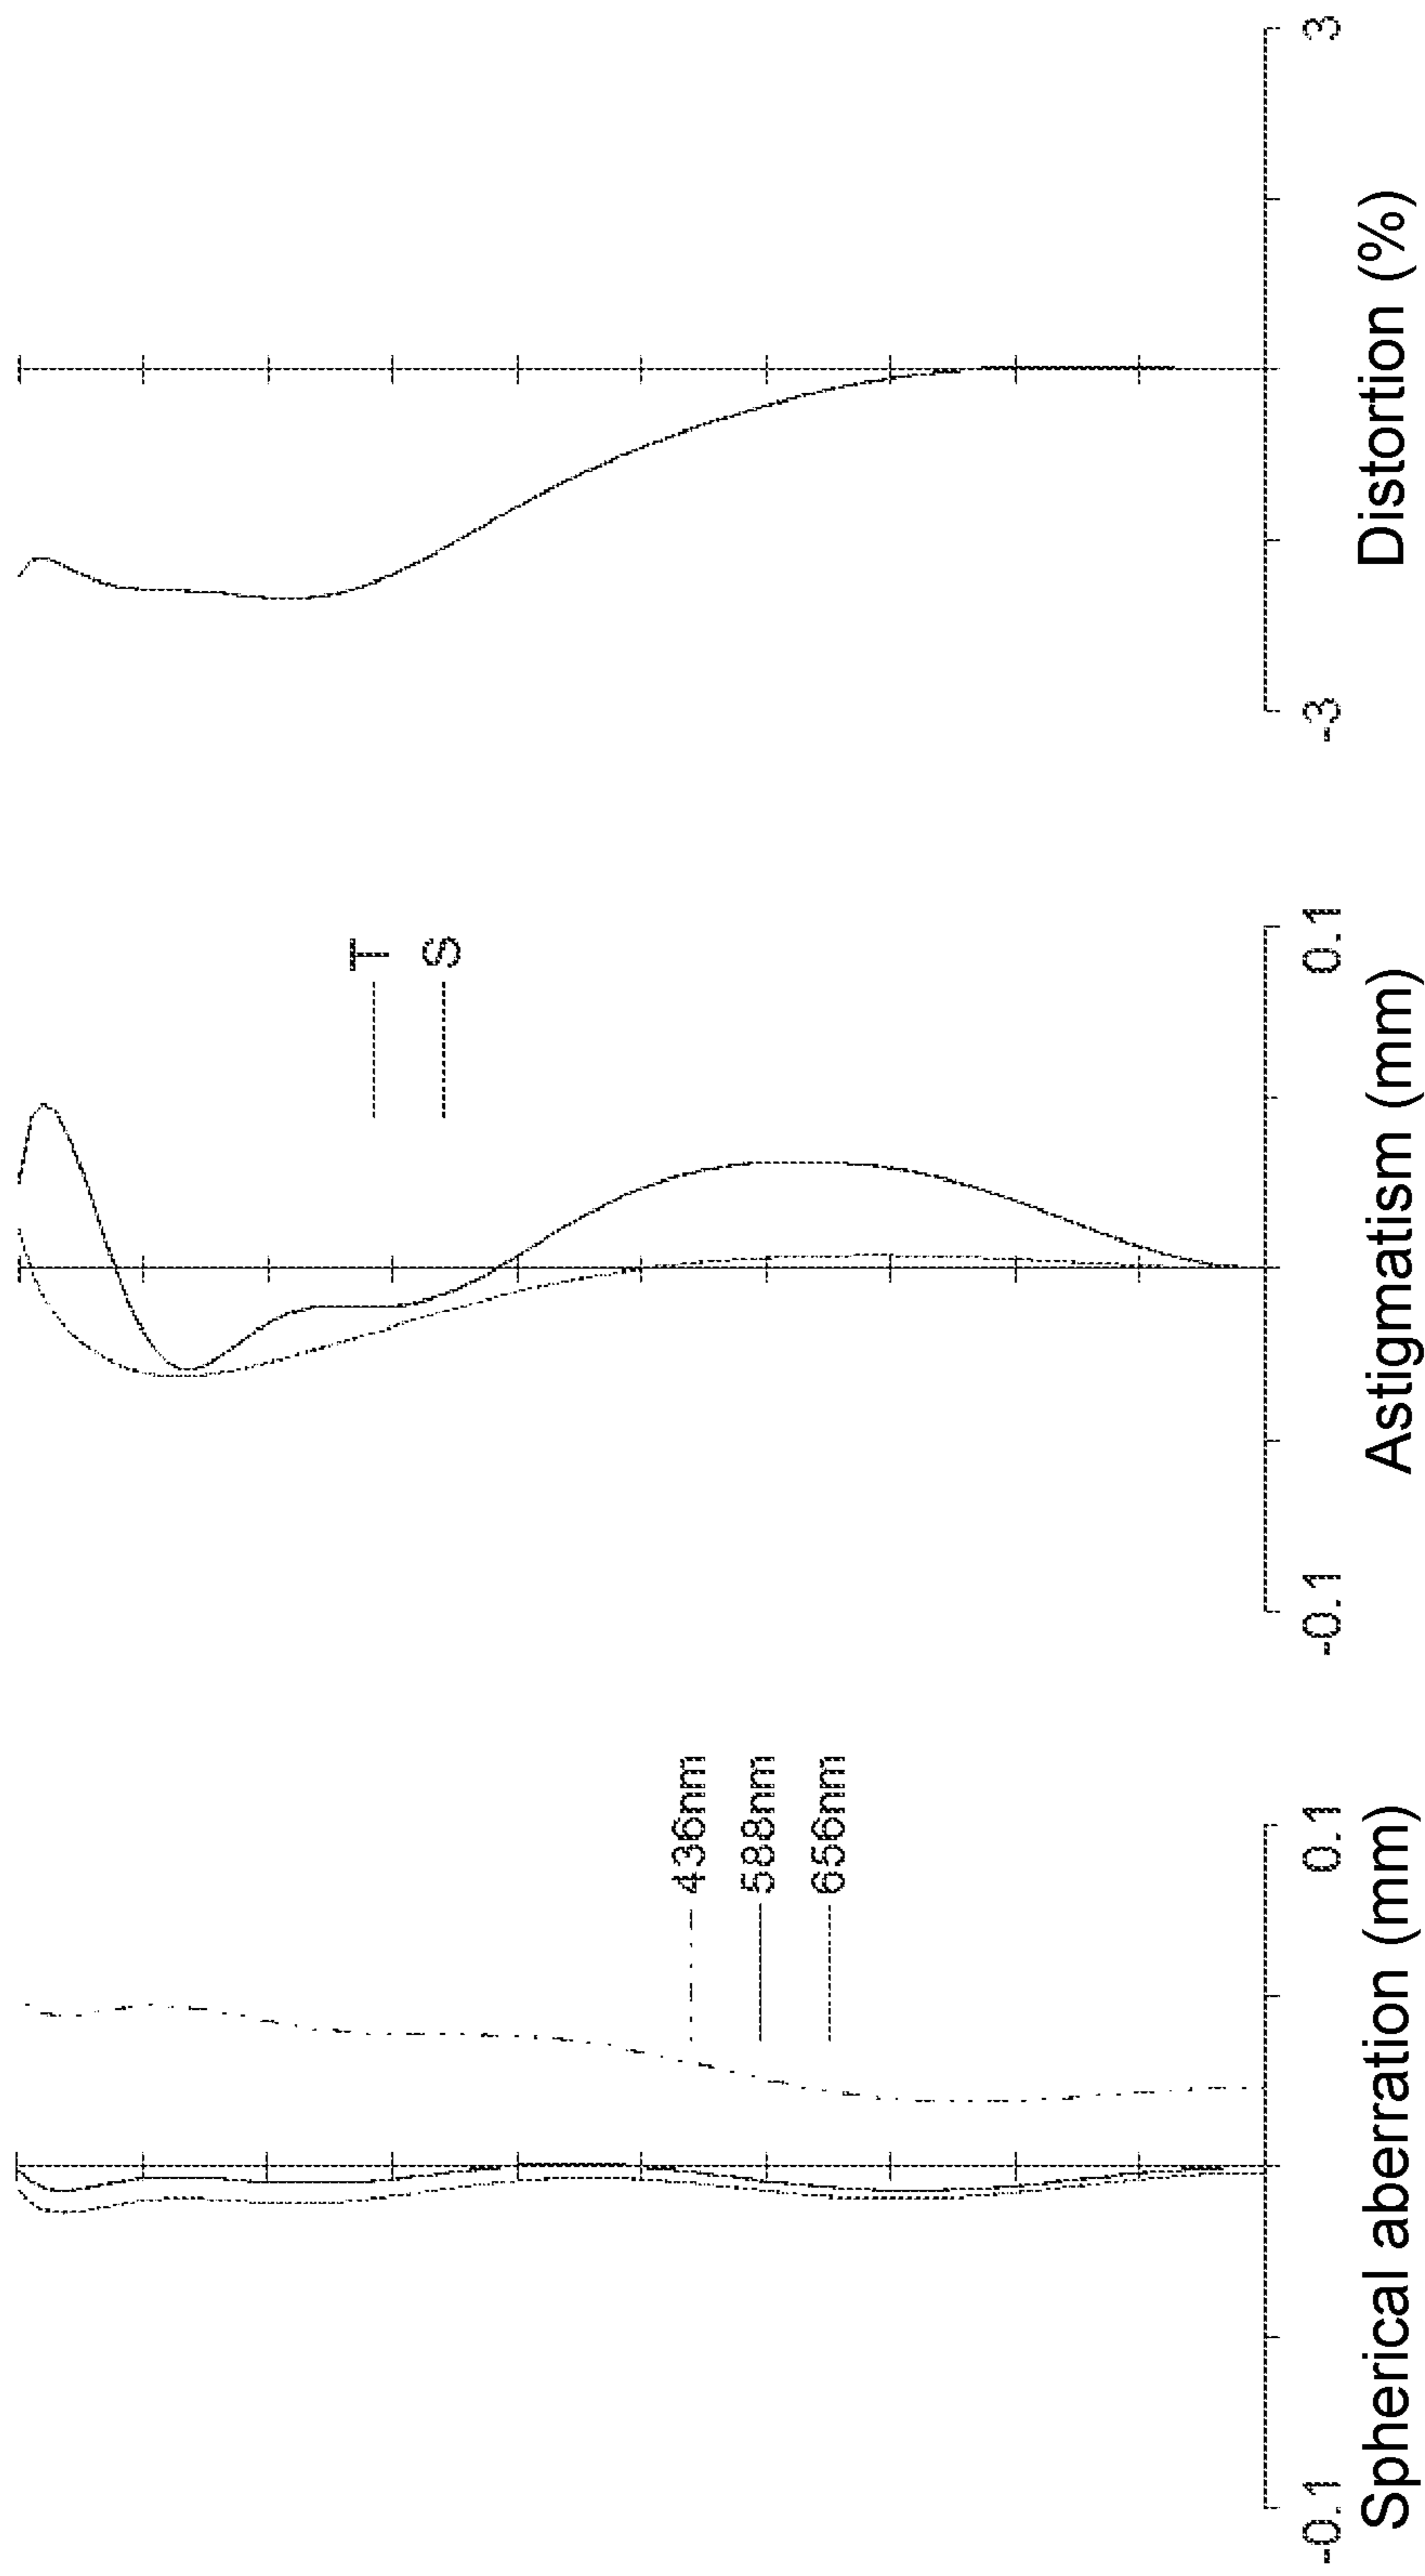 436nm
588nm
656nm
-0.1
0.1
Spherical aberration (mm)
T
S
-0.1
0.1
Astigmatism (mm)
-3
3
Distortion (%)